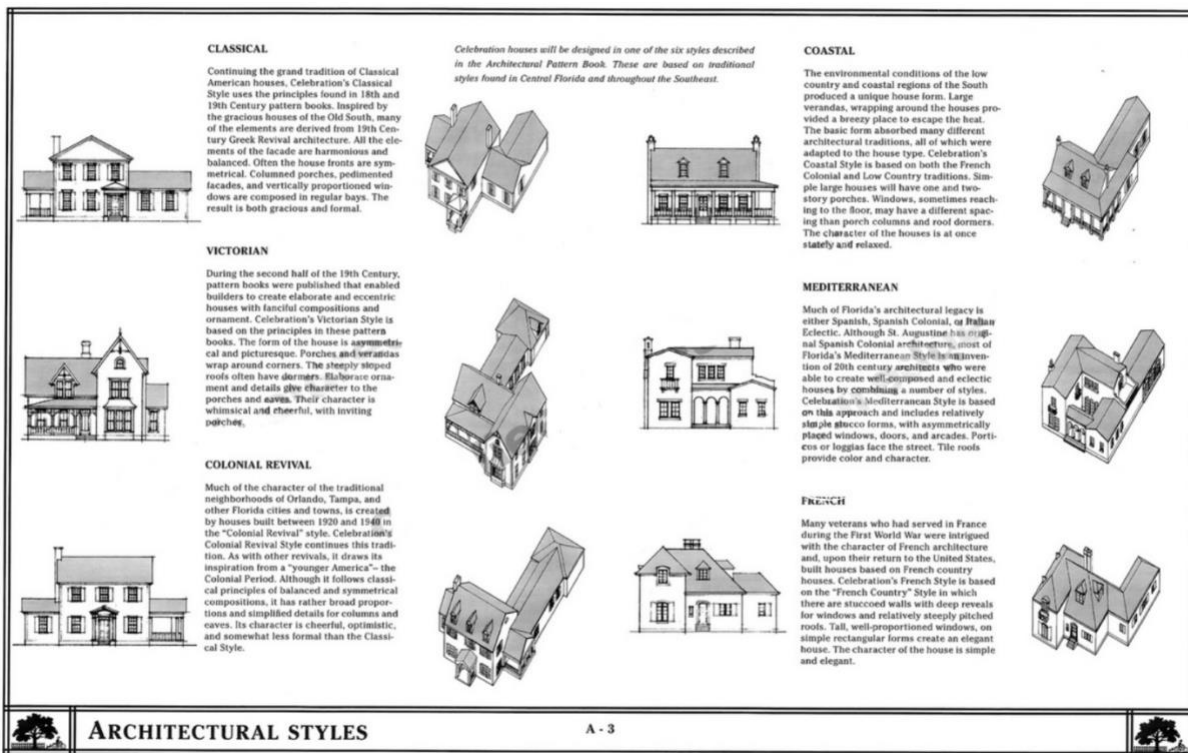 CLASSICAL
Continuing the grand tradition of Classical
American houses, Celebration's Classical
Style uses the principles found in 18th and
19th Century pattern books. Inspired by
the gracious houses of the Old South, many
of the elements are derived from 19th Cen-
tury Greek Revival architecture. All the ele-
ments of the facade are harmonious and
balanced. Often the house fronts are sym-
metrical. Columned porches, pedimented
facades, and vertically proportioned win-
dows are composed in regular bays. The
result is both gracious and formal.
VICTORIAN
During the second half of the 19th Century,
pattern books were published that enabled
builders to create elaborate and eccentric
houses with fanciful compositions and
ornament. Celebration's Victorian Style is
based on the principles in these pattern
books. The form of the house is asymmetri-
cal and picturesque. Porches and verandas
wrap around corners. The steeply sloped
roofs often have dormers. Elaborate orna-
ment and details give character to the
porches and eaves. Their character is
whimsical and cheerful, with inviting
porches.
COLONIAL REVIVAL
Much of the character of the traditional
neighborhoods of Orlando, Tampa, and
other Florida cities and towns, is created
by houses built between 1920 and 1940 in
the "Colonial Revival" style. Celebration's
Colonial Revival Style continues this tradi-
tion. As with other revivals, it draws its
inspiration from a "younger America"– the
Colonial Period. Although it follows classi-
cal principles of balanced and symmetrical
compositions, it has rather broad propor-
tions and simplified details for columns and
eaves. Its character is cheerful, optimistic,
and somewhat less formal than the Classi-
cal Style.
Celebration houses will be designed in one of the six styles described
in the Architectural Pattern Book. These are based on traditional
styles found in Central Florida and throughout the Southeast.
COASTAL
The environmental conditions of the low
country and coastal regions of the South
produced a unique house form. Large
verandas, wrapping around the houses pro-
vided a breezy place to escape the heat.
The basic form absorbed many different
architectural traditions, all of which were
adapted to the house type. Celebration's
Coastal Style is based on both the French
Colonial and Low Country traditions. Sim-
ple large houses will have one and two-
story porches. Windows, sometimes reach-
ing to the floor, may have a different spac-
ing than porch columns and roof dormers.
The character of the houses is at once
stately and relaxed.
MEDITERRANEAN
Much of Florida's architectural legacy is
either Spanish, Spanish Colonial, or Italian
Eclectic. Although St. Augustine has origi-
nal Spanish Colonial architecture, most of
Florida's Mediterranean Style is an inven-
tion of 20th century architects who were
able to create well-composed and eclectic
houses by combining a number of styles.
Celebration's Mediterranean Style is based
on this approach and includes relatively
simple stucco forms, with asymmetrically
placed windows, doors, and arcades. Porti-
cos or loggias face the street. Tile roofs
provide color and character.
FRENCH
Many veterans who had served in France
during the First World War were intrigued
with the character of French architecture
and, upon their return to the United States,
built houses based on French country
houses. Celebration's French Style is based
on the "French Country" Style in which
there are stuccoed walls with deep reveals
for windows and relatively steeply pitched
roofs. Tall, well-proportioned windows, on
simple rectangular forms create an elegant
house. The character of the house is simple
and elegant.
ARCHITECTURAL STYLES
A - 3